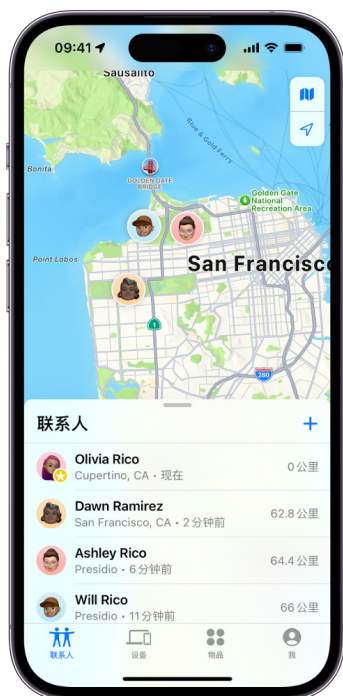 09:41
Sausalito
Blue & Gold Ferry
Bonita
GOLDEN GATE
BRIDGE
Golden Gate
National
Recreation Area
Point Lobos
San Francisco
1
280
联系人
Olivia Rico
Cupertino, CA • 现在
0 公里
Dawn Ramirez
San Francisco, CA • 2 分钟前
62.8 公里
Ashley Rico
Presidio • 6 分钟前
64.4 公里
Will Rico
Presidio • 11 分钟前
66 公里
联系人
设备
物品
我